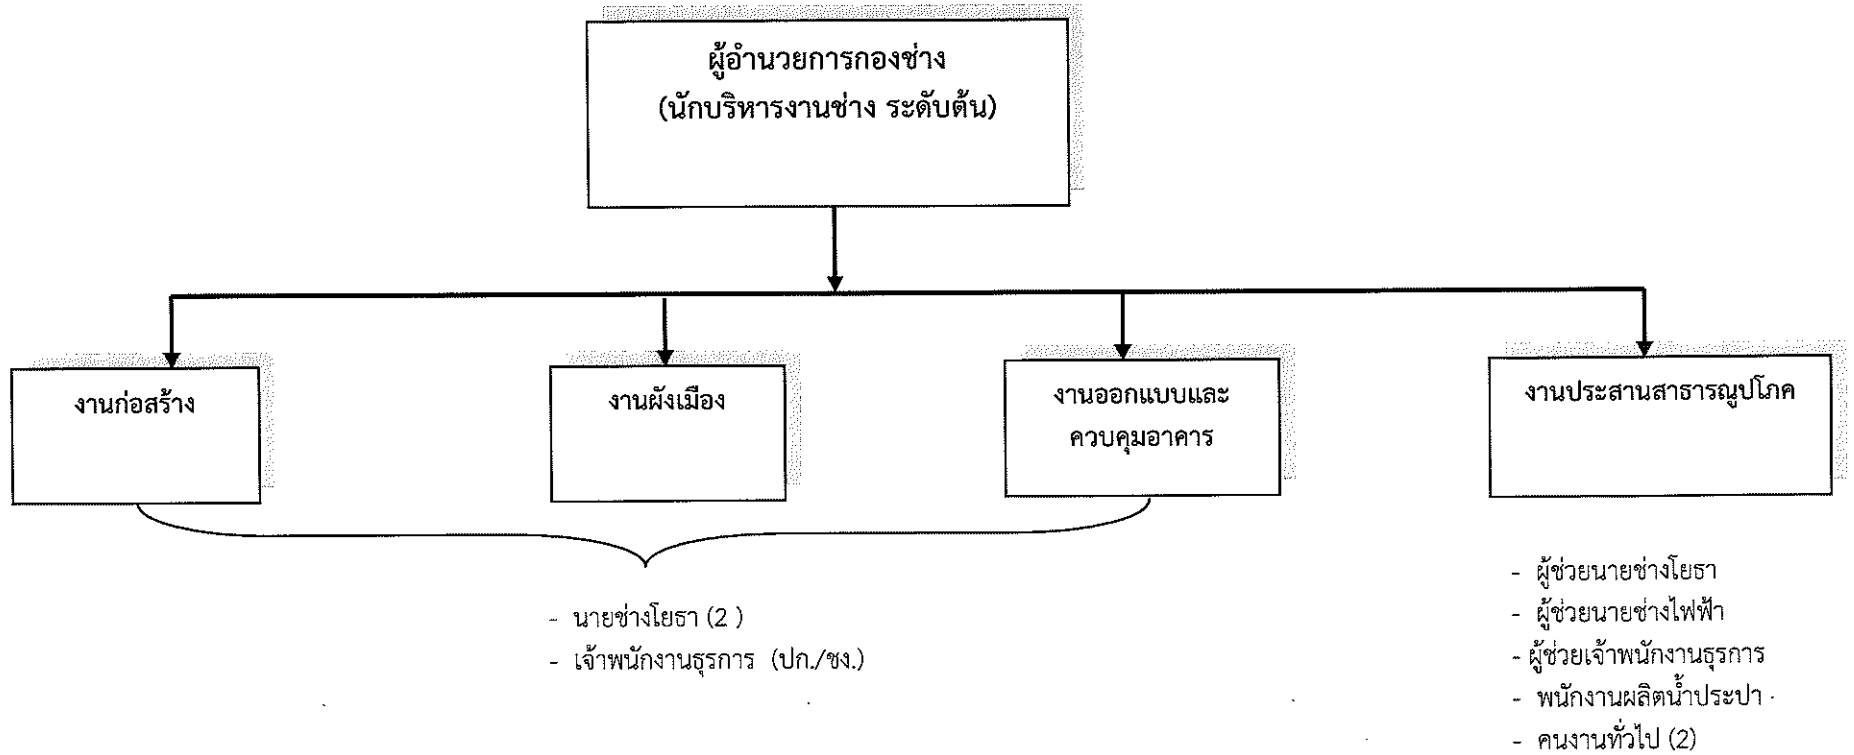 ผู้อำนวยการกองช่าง
(นักบริหารงานช่าง ระดับต้น)
งานก่อสร้าง
งานผังเมือง
งานออกแบบและ
ควบคุมอาคาร
งานประสานสาธารณูปโภค
- นายช่างโยธา (2 )
- เจ้าพนักงานธุรการ (ปก./ชง.)
- ผู้ช่วยนายช่างโยธา
- ผู้ช่วยนายช่างไฟฟ้า
- ผู้ช่วยเจ้าพนักงานธุรการ
- พนักงานผลิตน้ำประปา
- คนงานทั่วไป (2)